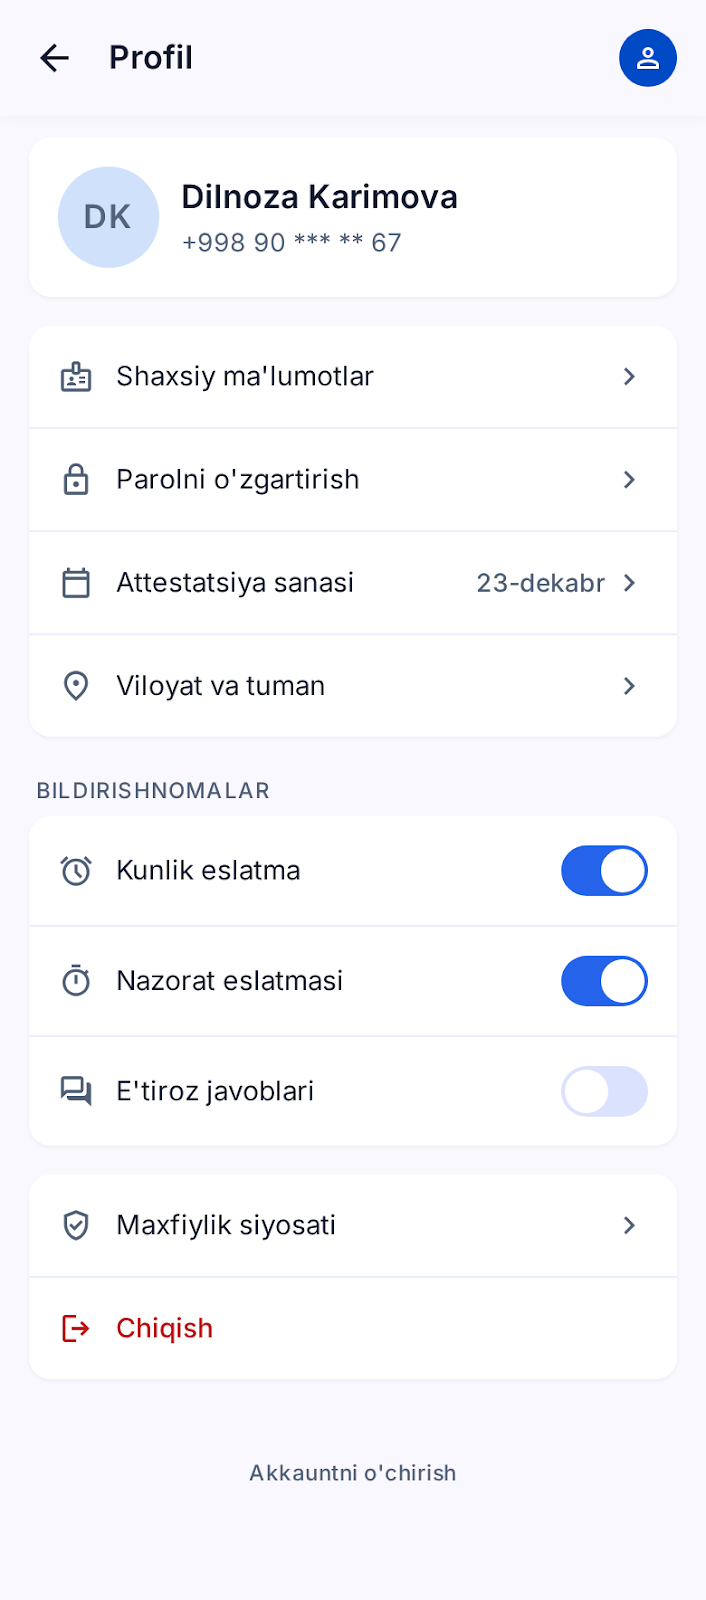 Profil
DK
Dilnoza Karimova
+998 90 *** ** 67
Shaxsiy ma'lumotlar
Parolni o'zgartirish
Attestatsiya sanasi 23-dekabr
Viloyat va tuman
BILDIRISHNOMALAR
Kunlik eslatma
Nazorat eslatmasi
E'tiroz javoblari
Maxfiylik siyosati
Chiqish
Akkauntni o'chirish